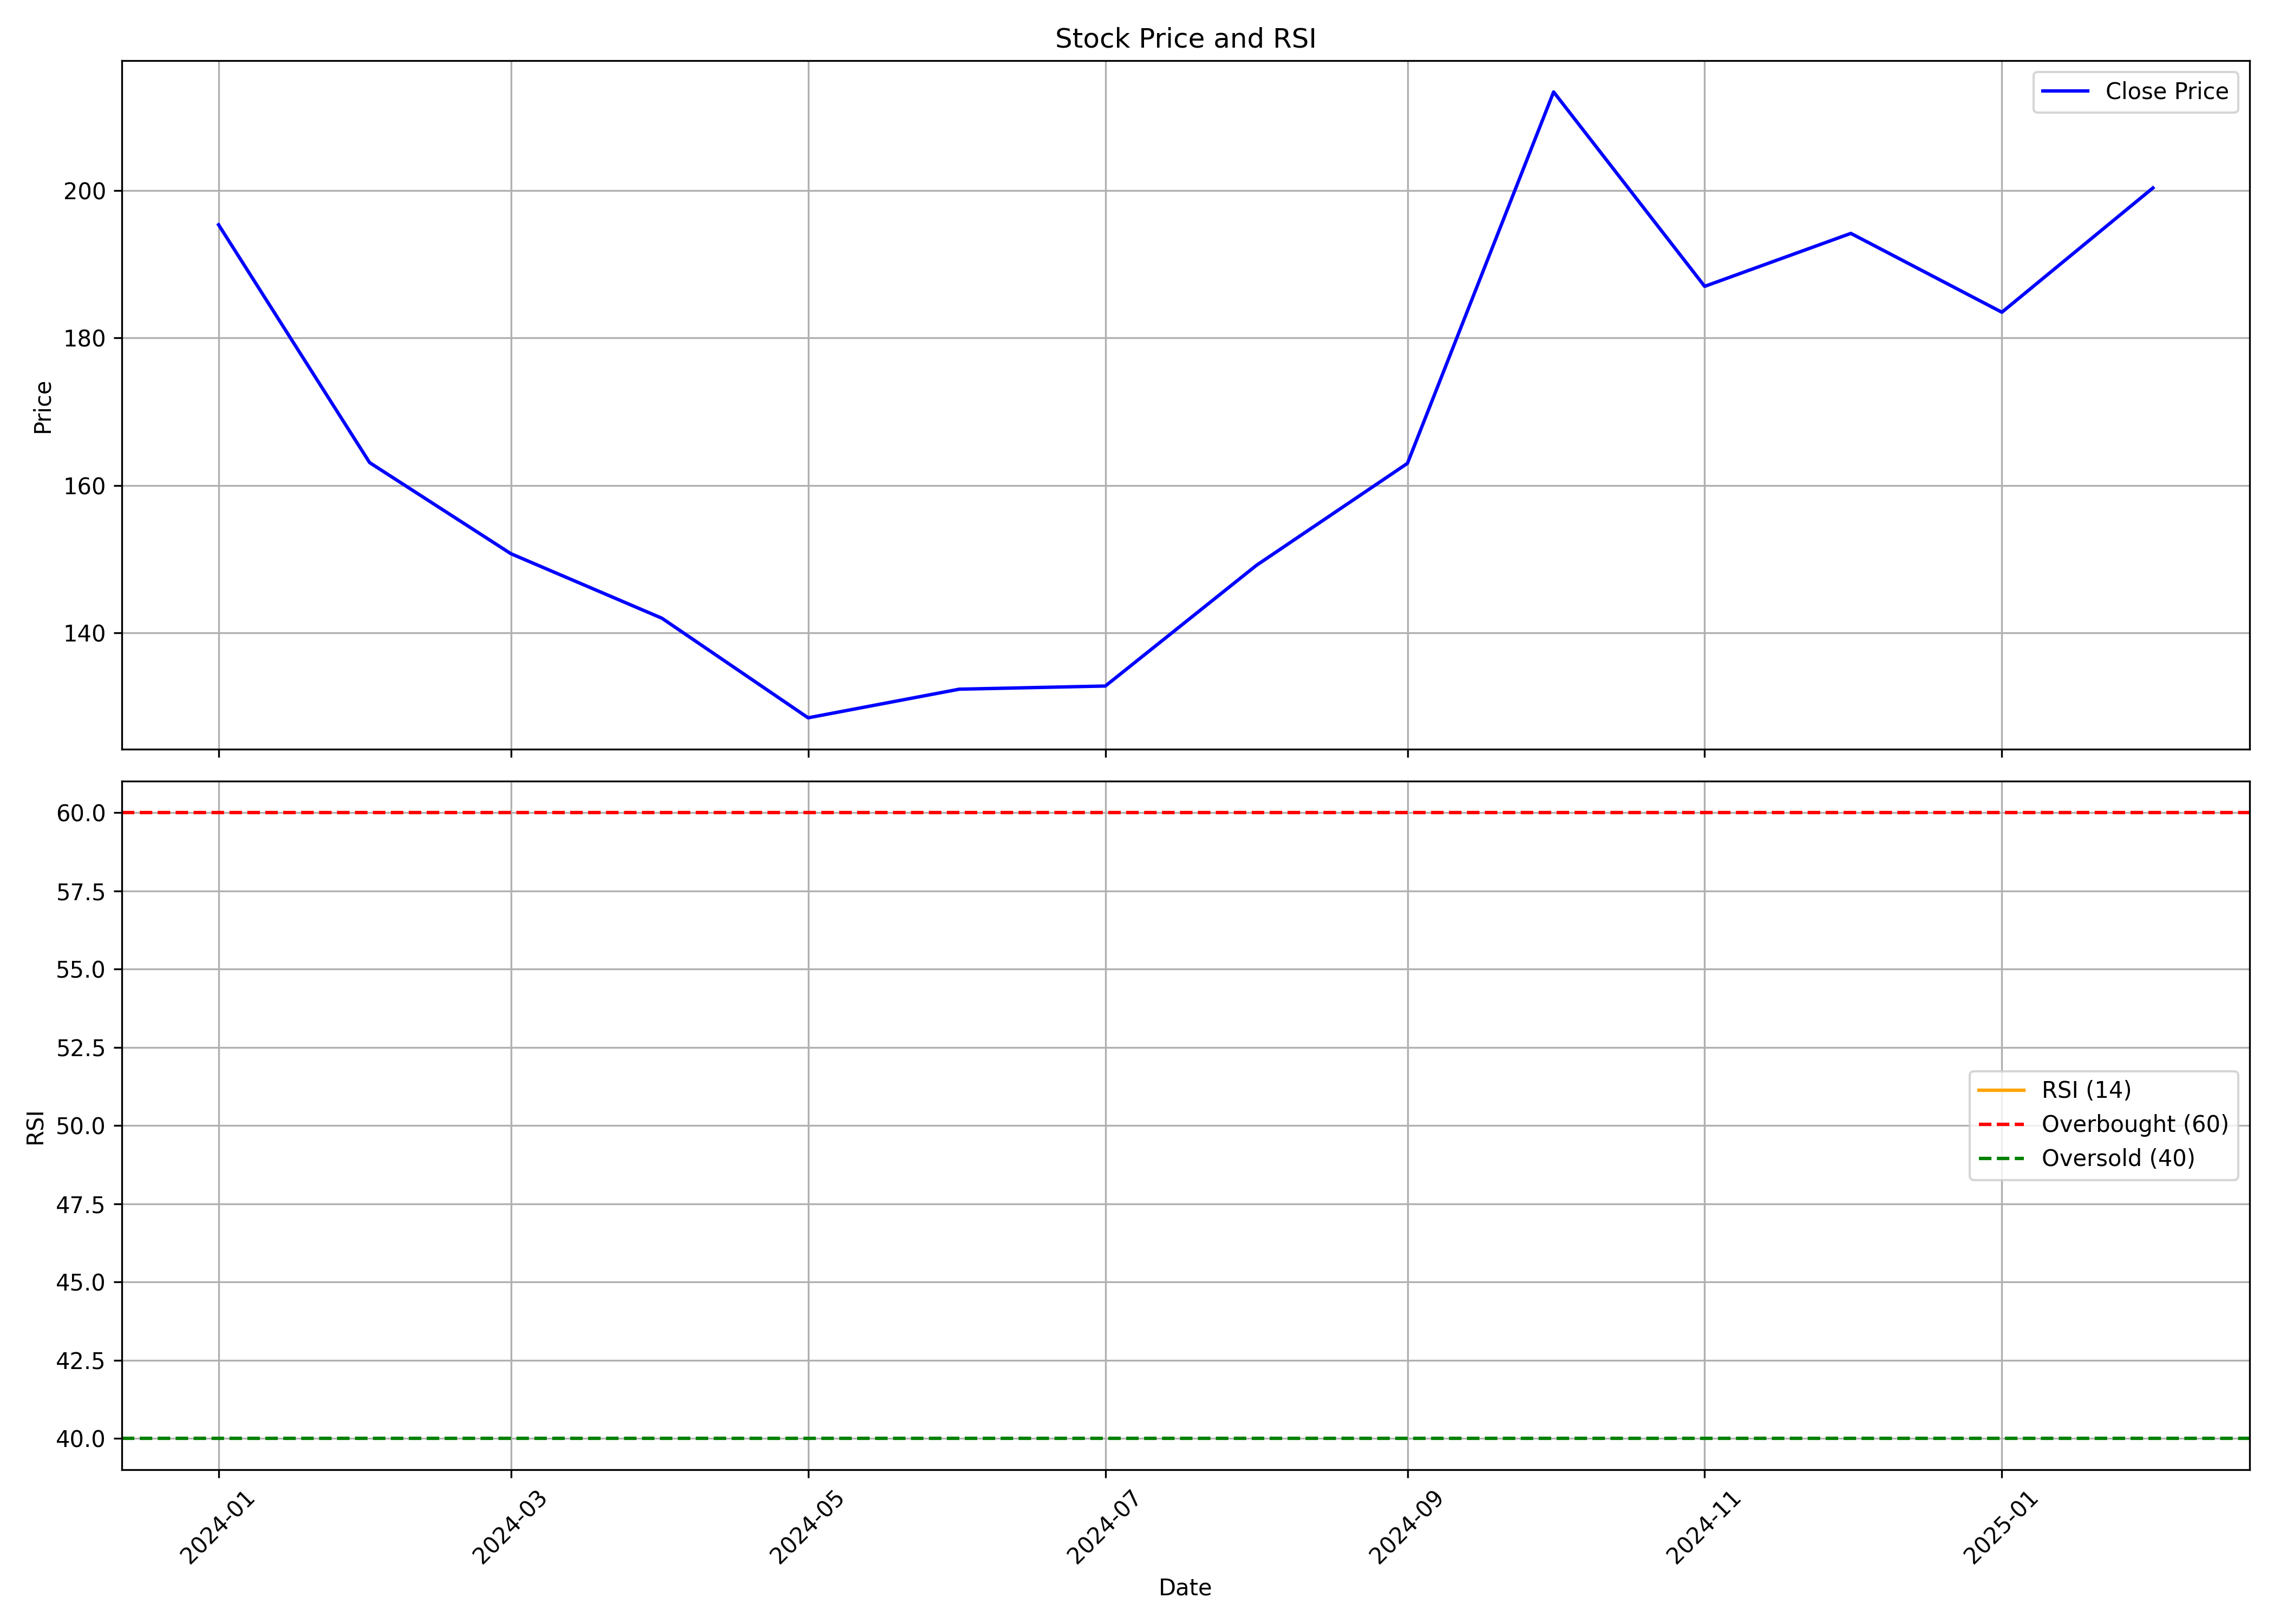 Stock Price and RSI
Close Price
200
180
160
140
Price
60.0
57.5
55.0
52.5
50.0
47.5
45.0
42.5
40.0
RSI
RSI (14)
Overbought (60)
Oversold (40)
2024-01
2024-03
2024-05
2024-07
2024-09
2024-11
2025-01
Date